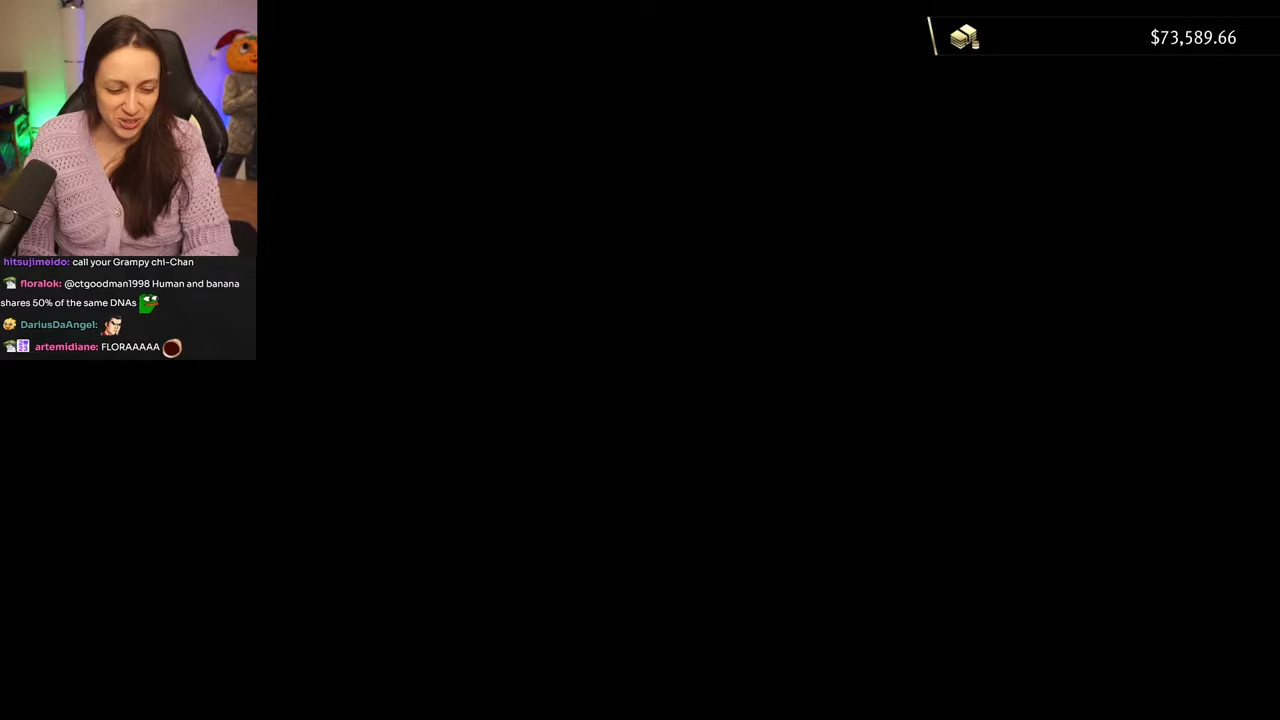 $73,589.66
hitsujimeido: call your Grampy chi-Chan
floralok: @ctgoodman1998 Human and banana
shares 50% of the same DNAs
DariusDaAngel:
artemidiane: FLORAAAAA